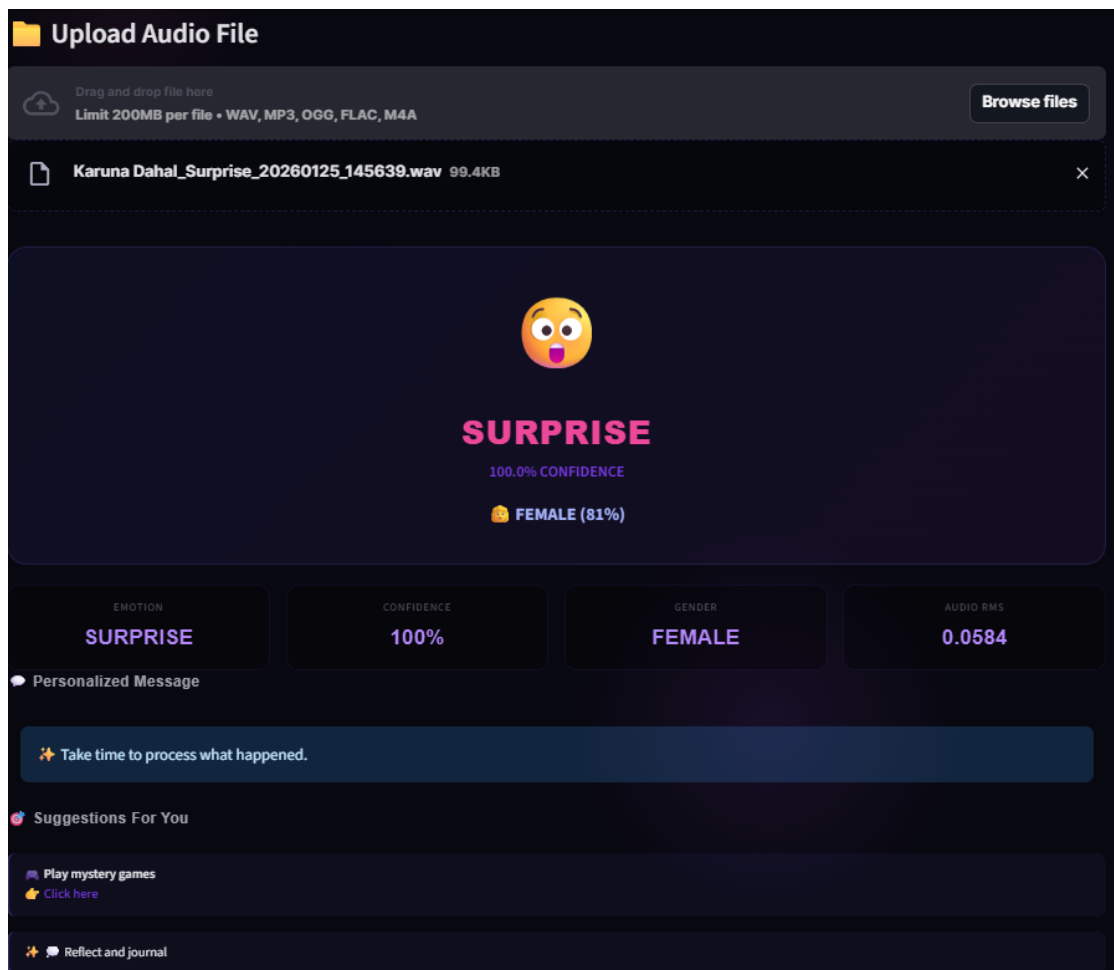 Upload Audio File
Drag and drop file here
Limit 200MB per file • WAV, MP3, OGG, FLAC, M4A
Browse files
Karuna Dahal_Surprise_20260125_145639.wav 99.4KB
SURPRISE
100.0% CONFIDENCE
FEMALE (81%)
EMOTION
SURPRISE
CONFIDENCE
100%
GENDER
FEMALE
AUDIO RMS
0.0584
Personalized Message
Take time to process what happened.
Suggestions For You
Play mystery games
Click here
Reflect and journal